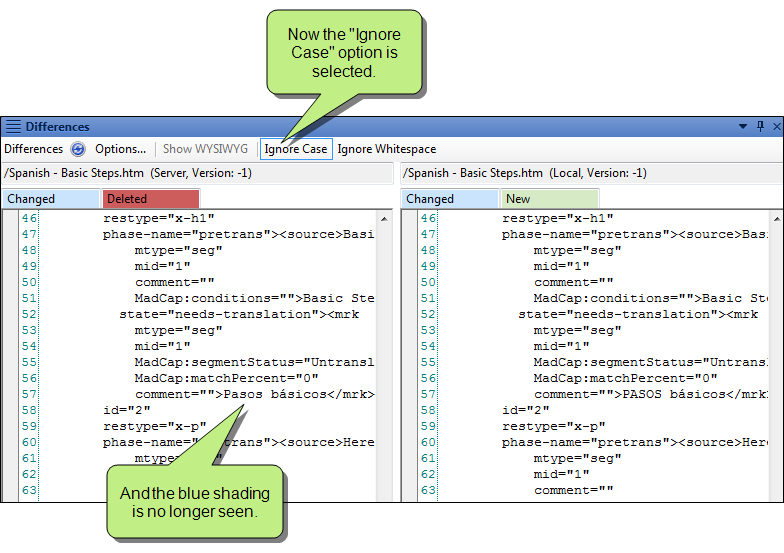 Now the "Ignore
Case" option is
selected.
Differences
Differences Options... Show WYSIWYG Ignore Case Ignore Whitespace
/Spanish - Basic Steps.htm (Server, Version: -1)
Changed Deleted
46 restype="x-h1"
47 phase-name="pretrans"><source>Basi
48 mtype="seg"
49 mid="1"
50 comment=""
51 MadCap:conditions="">Basic Ste
52 state="needs-translation"><mrk
53 mtype="seg"
54 mid="1"
55 MadCap:segmentStatus="Untransl
56 MadCap:matchPercent="0"
57 comment="">Pasos básicos</mrk>
58 id="2"
59 restype="x-p"
60 phase-name="pretrans"><source>Here
61
62
63
/Spanish - Basic Steps.htm (Local, Version: -1)
Changed New
46 restype="x-h1"
47 phase-name="pretrans"><source>Bas
48 mtype="seg"
49 mid="1"
50 comment=""
51 MadCap:conditions="">Basic St
52 state="needs-translation"><mrk
53 mtype="seg"
54 mid="1"
55 MadCap:segmentStatus="Untrans
56 MadCap:matchPercent="0"
57 comment="">PASOS básicos</mrk
58 id="2"
59 restype="x-p"
60 phase-name="pretrans"><source>Her
61 mtype="seg"
62 mid="1"
63 comment=""
And the blue shading
is no longer seen.